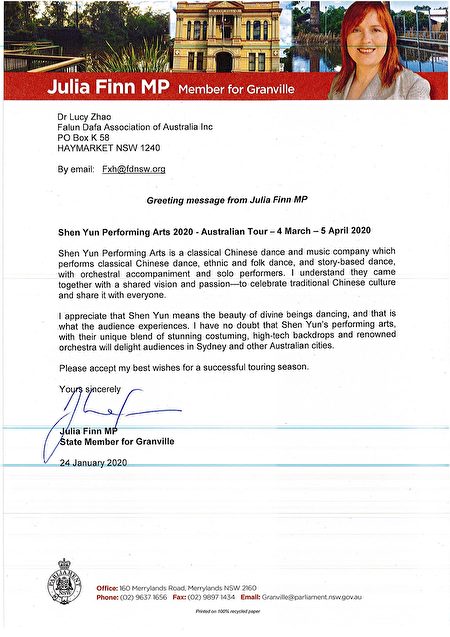 Julia Finn MP Member for Granville
Dr Lucy Zhao
Falun Dafa Association of Australia Inc
PO Box K 58
HAYMARKET NSW 1240
By email: Fxh@fdnsw.org
Greeting message from Julia Finn MP
Shen Yun Performing Arts 2020 - Australian Tour – 4 March – 5 April 2020
Shen Yun Performing Arts is a classical Chinese dance and music company which
performs classical Chinese dance, ethnic and folk dance, and story-based dance,
with orchestral accompaniment and solo performers. I understand they came
together with a shared vision and passion—to celebrate traditional Chinese culture
and share it with everyone.
I appreciate that Shen Yun means the beauty of divine beings dancing, and that is
what the audience experiences. I have no doubt that Shen Yun's performing arts,
with their unique blend of stunning costuming, high-tech backdrops and renowned
orchestra will delight audiences in Sydney and other Australian cities.
Please accept my best wishes for a successful touring season.
Yours sincerely
Julia Finn MP
State Member for Granville
24 January 2020
PARLIAMENT
Office: 160 Merrylands Road, Merrylands NSW 2160
Phone: (02) 9637 1656 Fax: (02) 9897 1434 Email: Granville@parliament.nsw.gov.au
Printed on 100% recycled paper